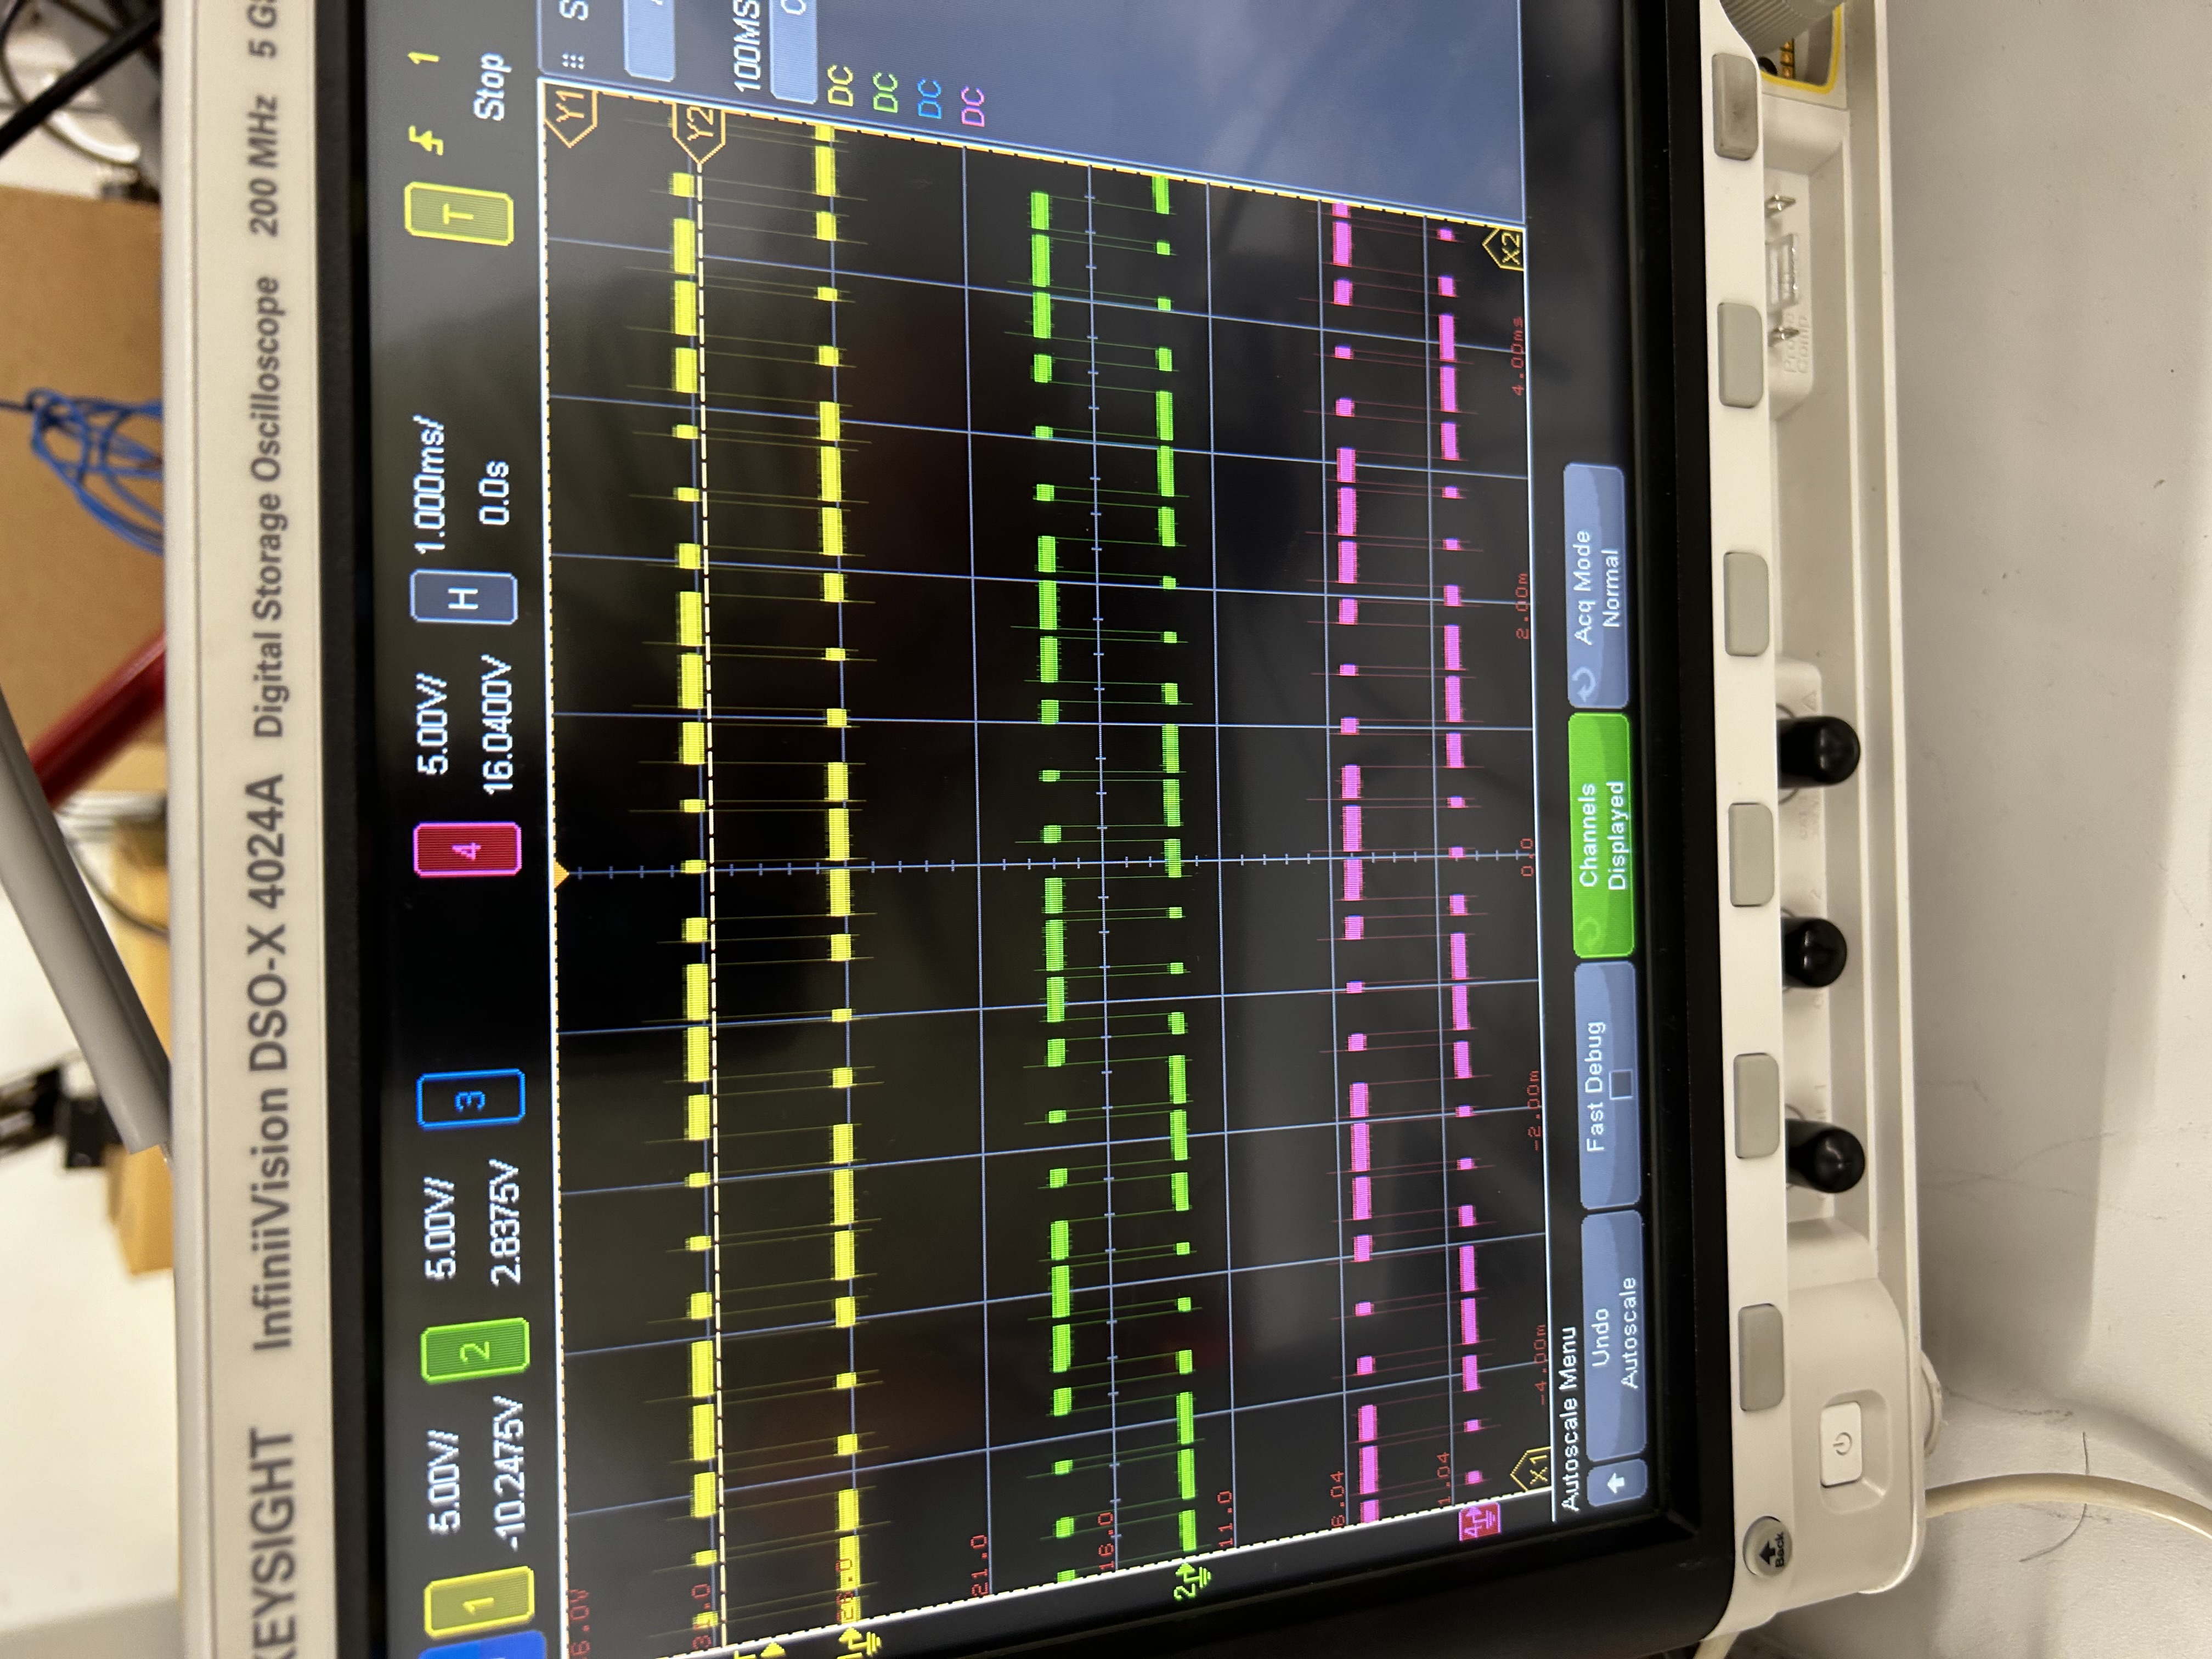 KEYSIGHT InfiniiVision DSO-X 4024A Digital Storage Oscilloscope 200 MHz 5 GS
1 5.00V/ 2 5.00V/ 3 4 5.00V/ H 1.000ms/ T 1
-10.2475V 2.8375V 16.0400V 0.0s Stop
6.0V
Y1
S
31.0
Y2
100MS
26.0
DC
DC
DC
DC
21.0
16.0
2
11.0
6.04
1.04
4
X1 -4.00m -2.00m 0.0 2.00m 4.00ms X2
Autoscale Menu
Undo
Autoscale
Fast Debug
Channels
Displayed
Acq Mode
Normal
Back